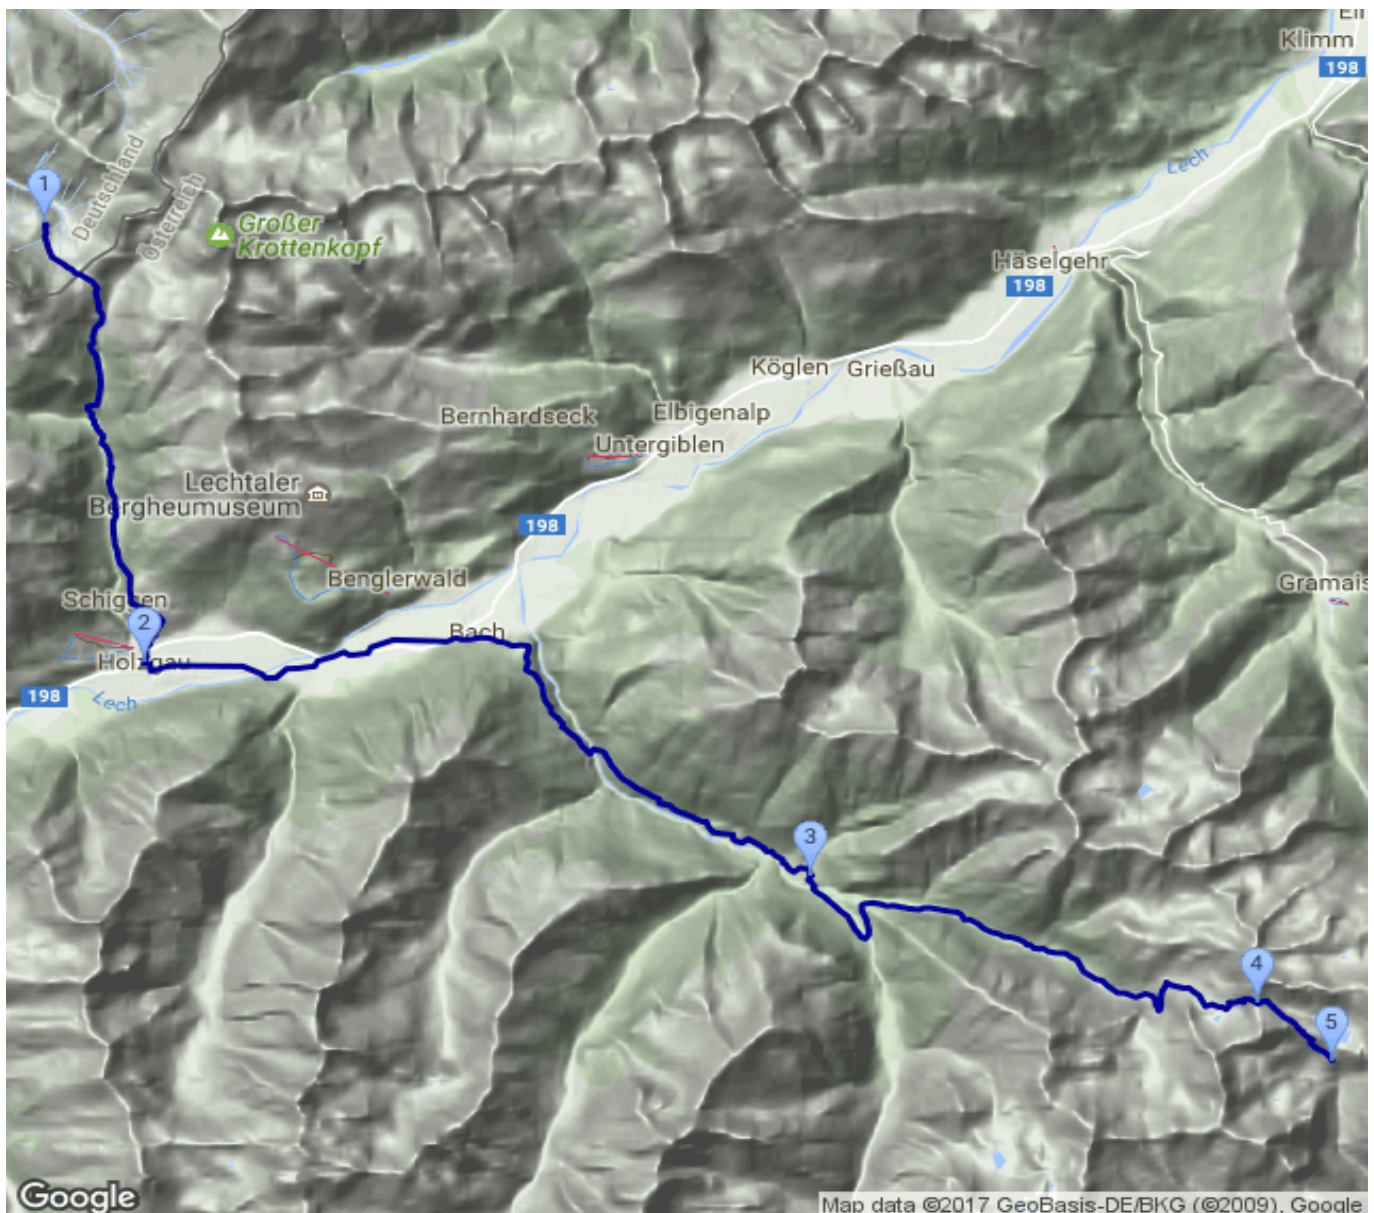 Klimm
198
Lech
1
Deutschland
Österreich
Großer
Krottenkopf
Häselgehr
198
Köglen
Grießau
Bernhardseck
Elbigenalp
Untergiblen
Lechtaler
Bergheumuseum
198
Benglerwald
Gramais
Schiggen
2
Bach
Holzgau
198
Lech
3
4
5
Google
Map data ©2017 GeoBasis-DE/BKG (©2009), Google